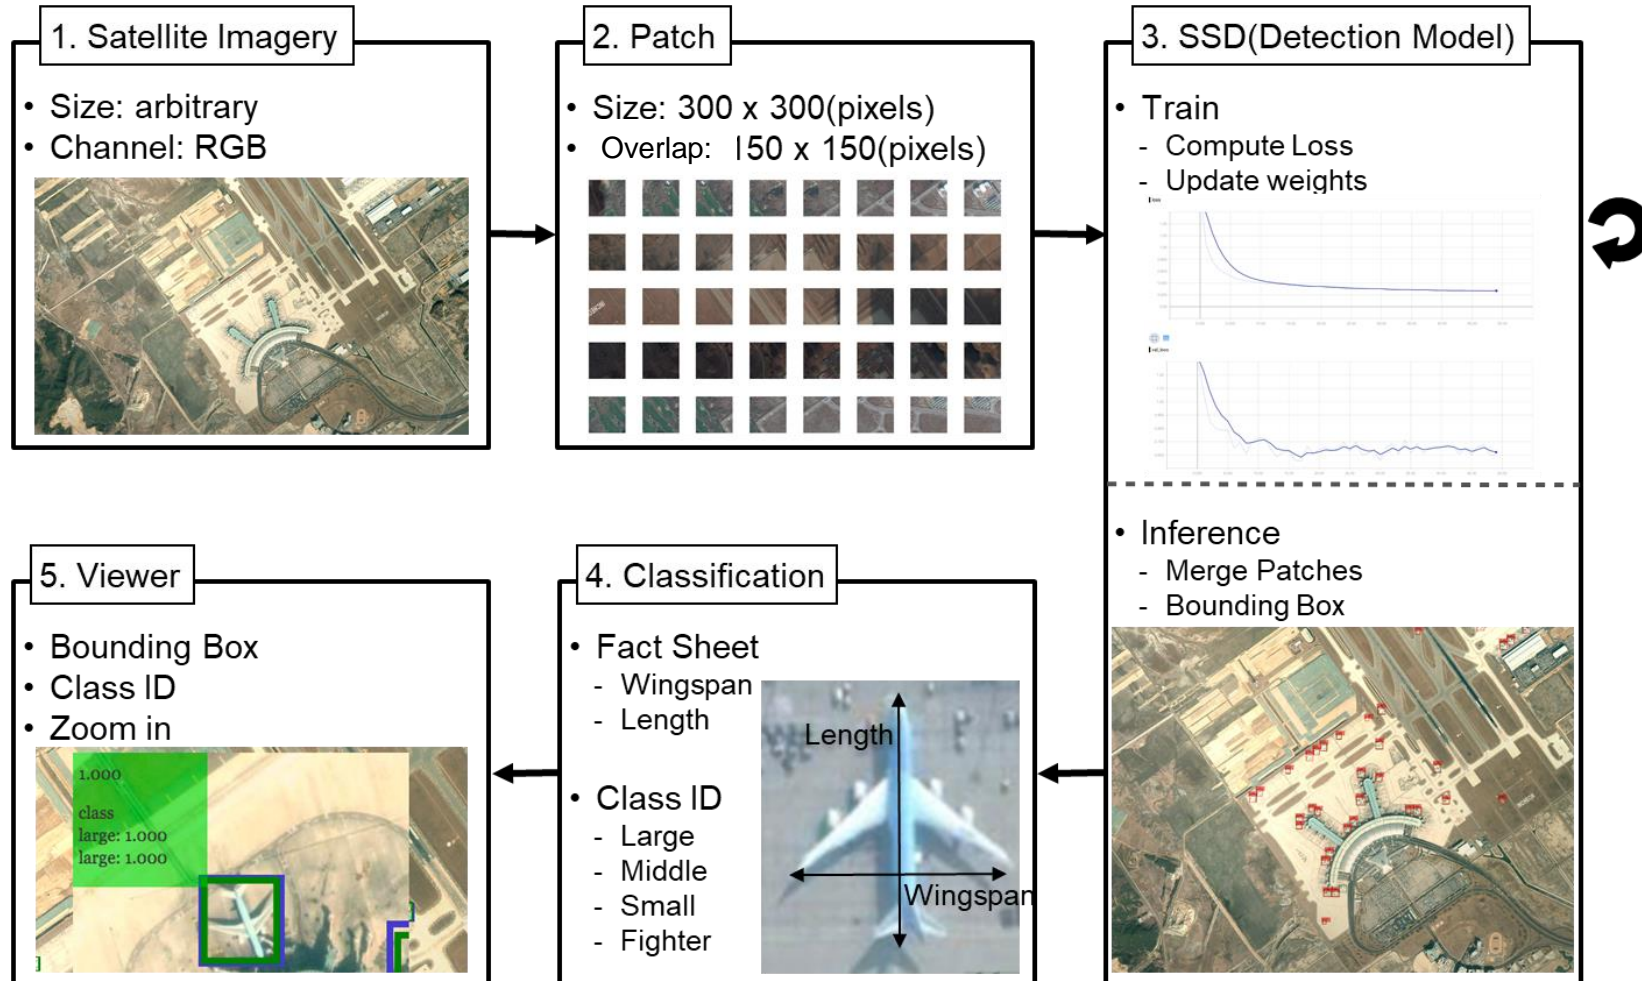 1. Satellite Imagery
• Size: arbitrary
• Channel: RGB
2. Patch
• Size: 300 x 300(pixels)
• Overlap: 150 x 150(pixels)
3. SSD(Detection Model)
• Train
- Compute Loss
- Update weights
• Inference
- Merge Patches
- Bounding Box
4. Classification
• Fact Sheet
- Wingspan
- Length
• Class ID
- Large
- Middle
- Small
- Fighter
Length
Wingspan
5. Viewer
• Bounding Box
• Class ID
• Zoom in
1.000
class
large: 1.000
large: 1.000